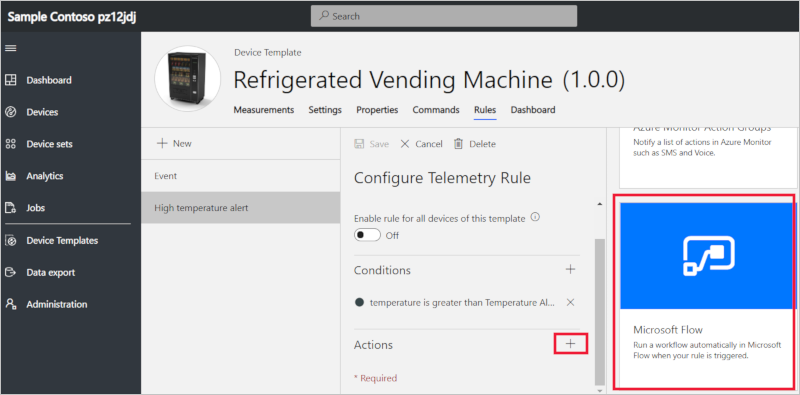 Sample Contoso pz12jdj
Search
Dashboard
Devices
Device sets
Analytics
Jobs
Device Templates
Data export
Administration
Device Template
Refrigerated Vending Machine (1.0.0)
Measurements Settings Properties Commands Rules Dashboard
+ New
Event
High temperature alert
Save Cancel Delete
Configure Telemetry Rule
Enable rule for all devices of this template
Off
Conditions +
temperature is greater than Temperature Al...
Actions +
* Required
Azure Monitor Action Groups
Notify a list of actions in Azure Monitor
such as SMS and Voice.
Microsoft Flow
Run a workflow automatically in Microsoft
Flow when your rule is triggered.